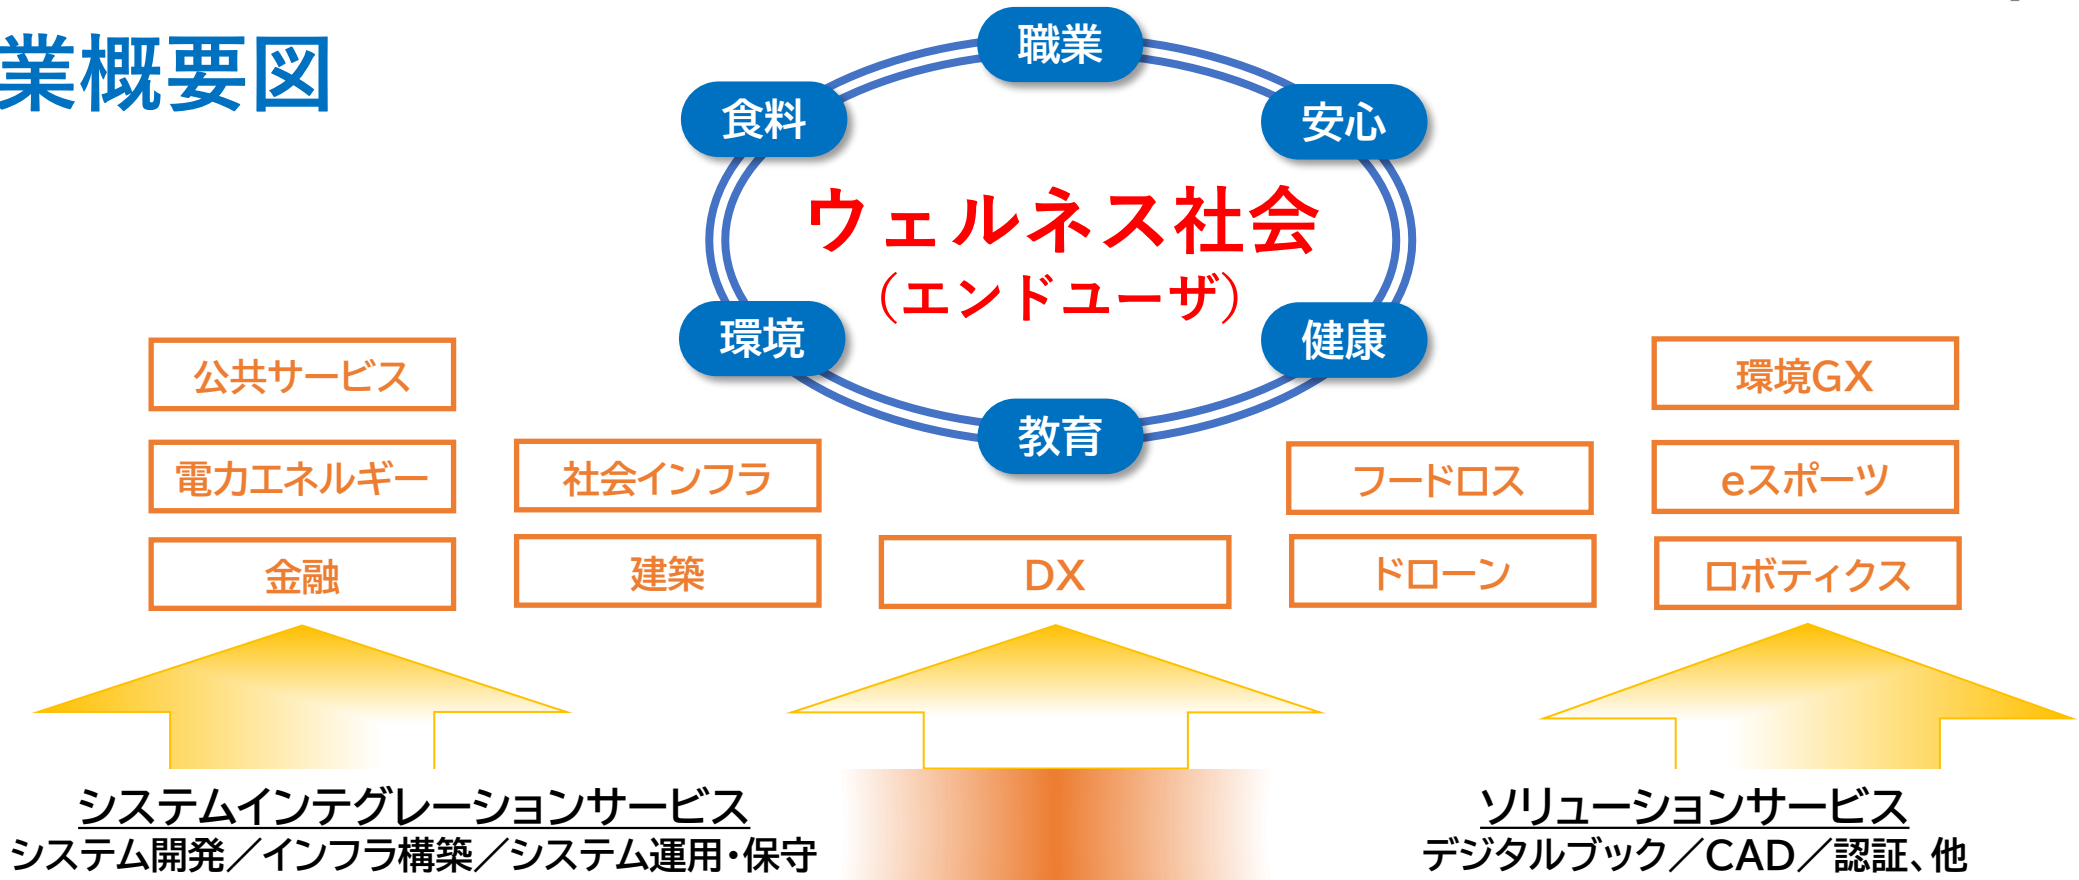 業概要図
職業
食料
安心
ウェルネス社会
（エンドユーザ）
環境
健康
教育
公共サービス
環境GX
電力エネルギー
社会インフラ
フードロス
eスポーツ
金融
建築
DX
ドローン
ロボティクス
システムインテグレーションサービス
システム開発／インフラ構築／システム運用・保守
ソリューションサービス
デジタルブック／CAD／認証、他